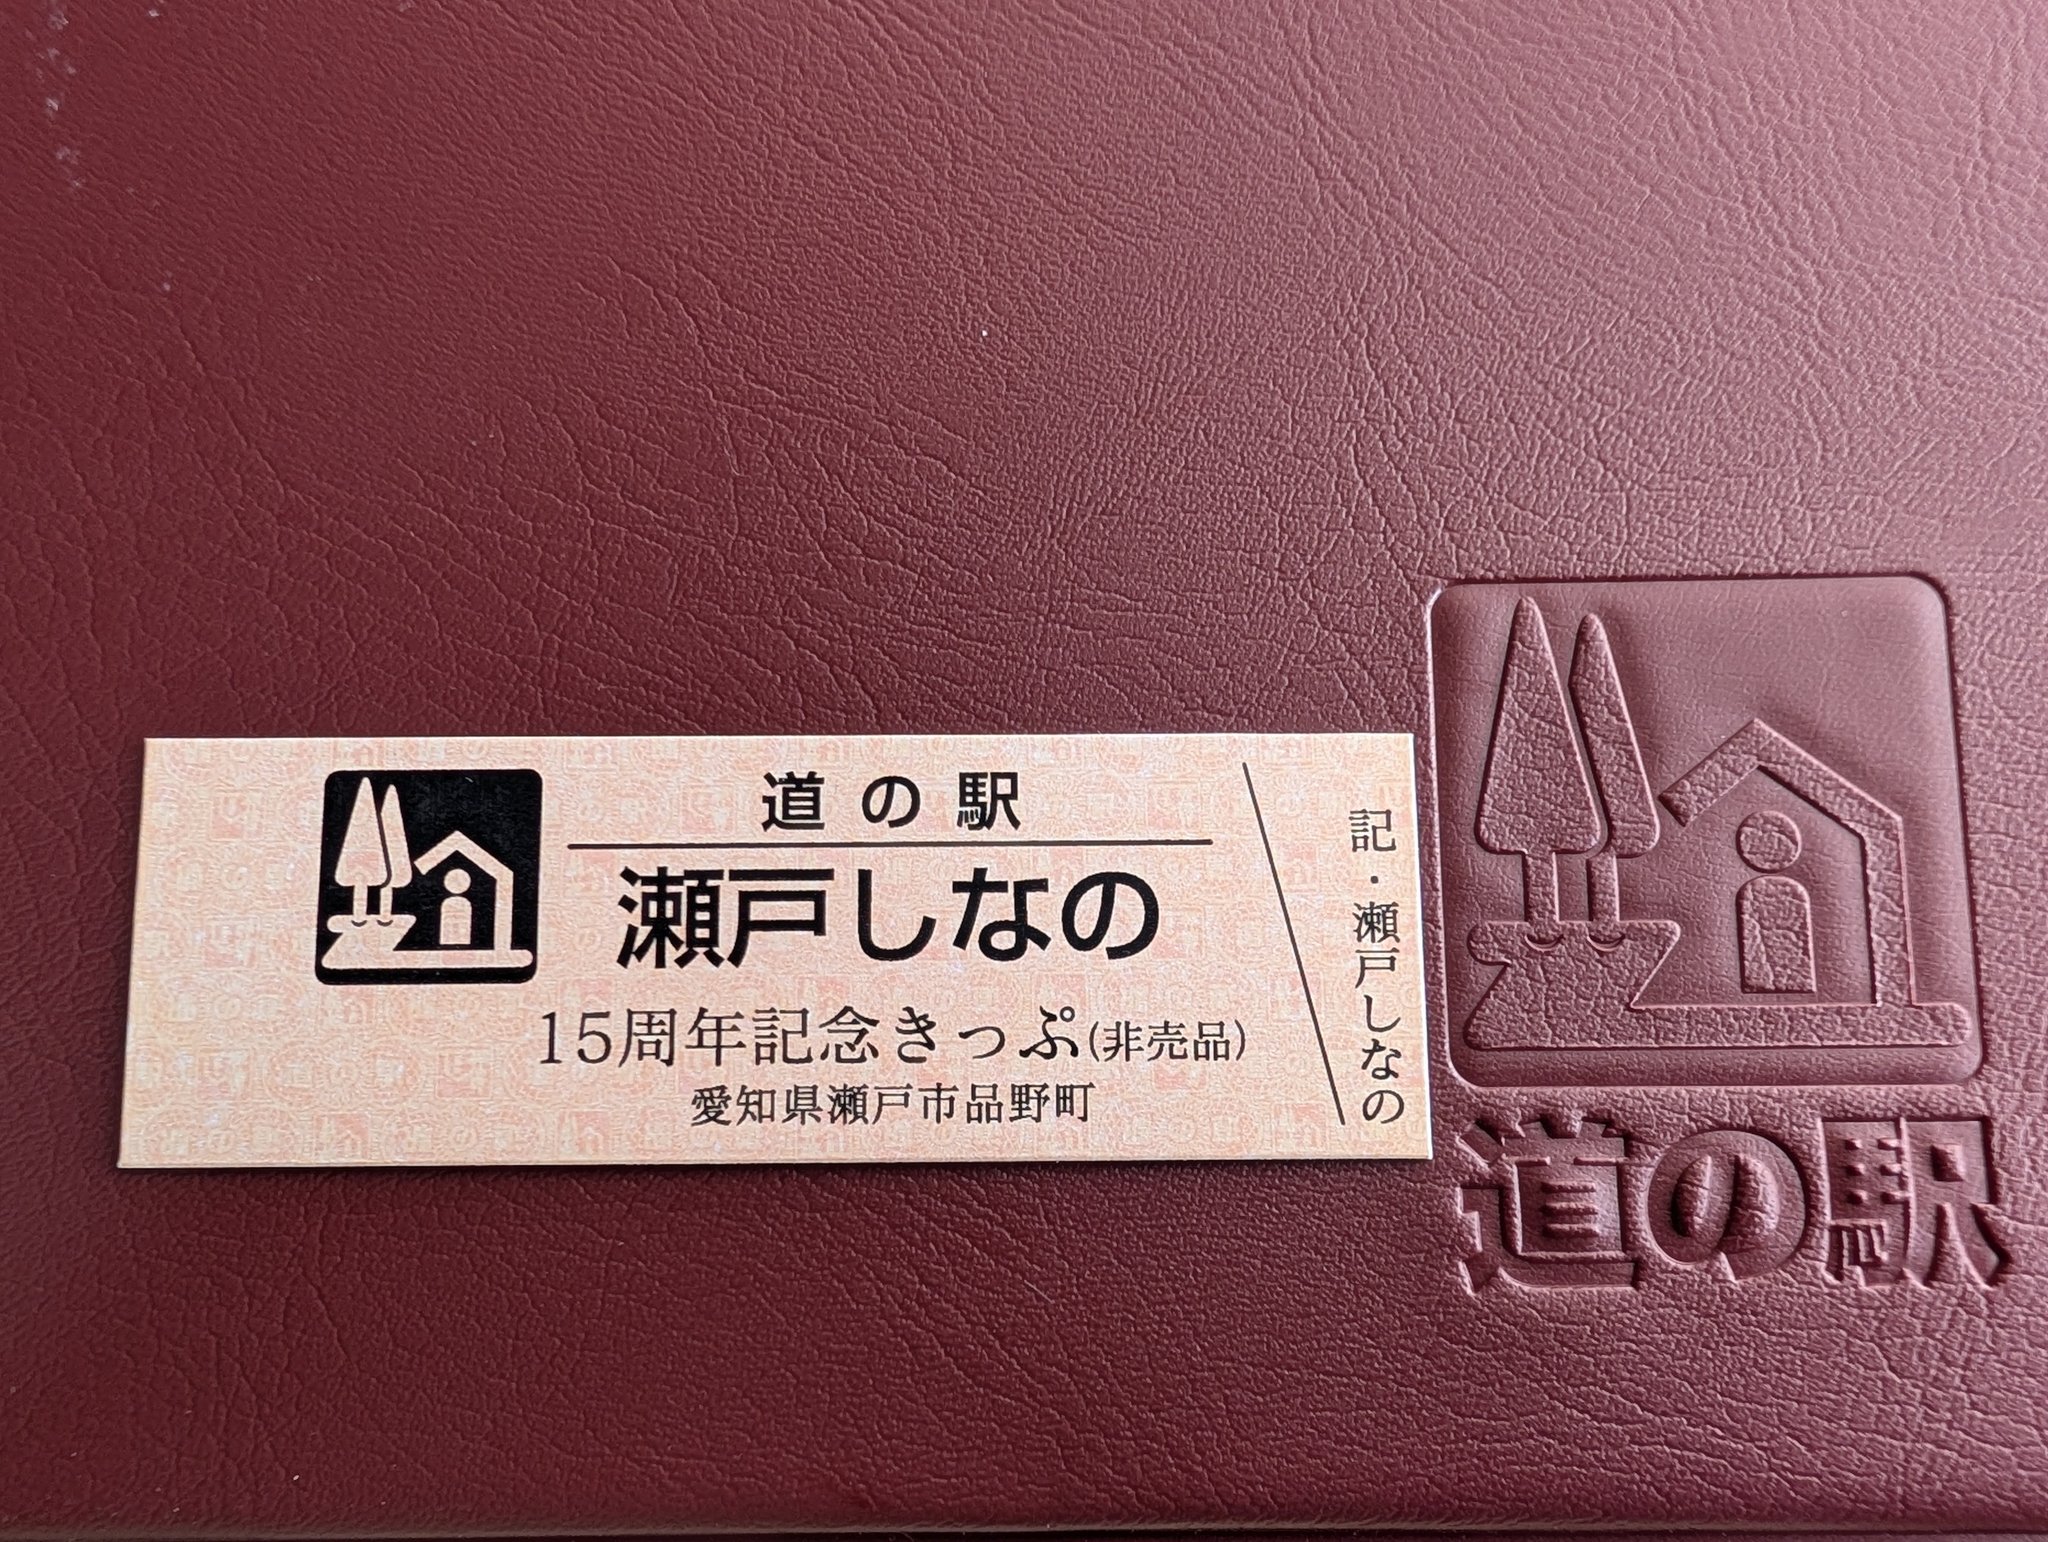 道の駅
瀬戸しなの
15周年記念きっぷ(非売品)
愛知県瀬戸市品野町
記・瀬戸しなの
道の駅